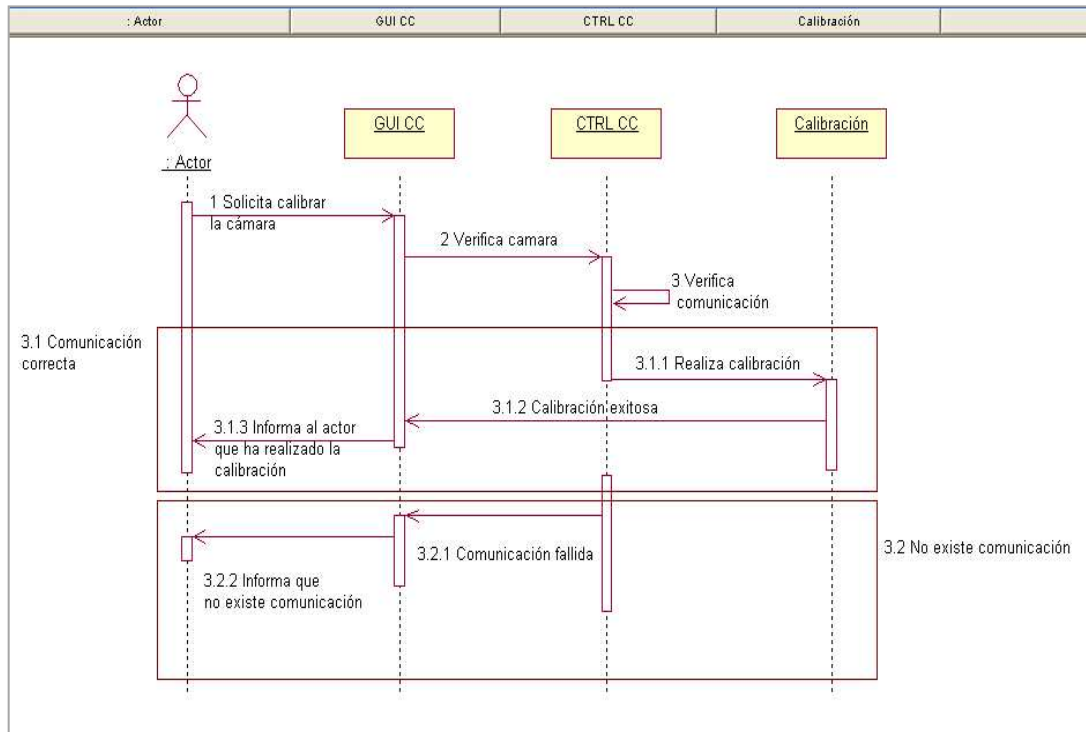 : Actor
GUI CC
CTRL CC
Calibración
GUI CC
CTRL CC
Calibración
: Actor
1 Solicita calibrar
la cámara
2 Verifica camara
3 Verifica
comunicación
3.1 Comunicación
correcta
3.1.1 Realiza calibración
3.1.2 Calibración exitosa
3.1.3 Informa al actor
que ha realizado la
calibración
3.2 No existe comunicación
3.2.1 Comunicación fallida
3.2.2 Informa que
no existe comunicación